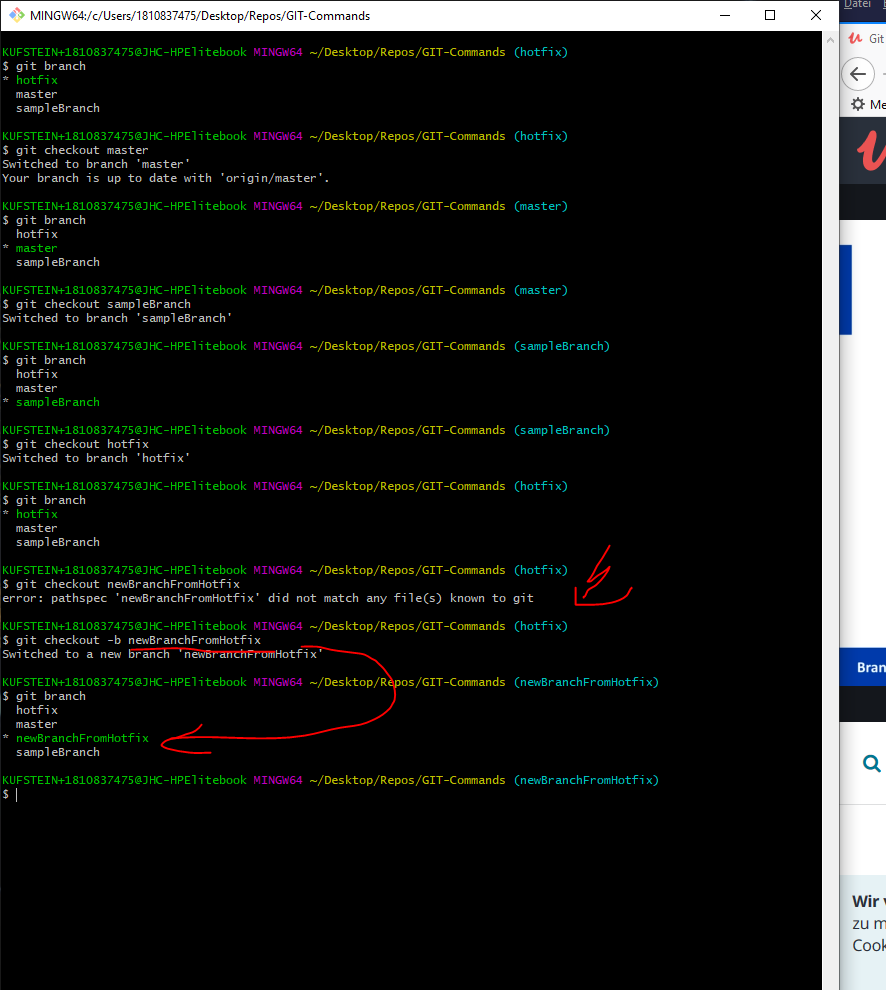 MINGW64:/c/Users/1810837475/Desktop/Repos/GIT-Commands
KUFSTEIN+1810837475@JHC-HPElitebook MINGW64 ~/Desktop/Repos/GIT-Commands (hotfix)
$ git branch
* hotfix
  master
  sampleBranch
KUFSTEIN+1810837475@JHC-HPElitebook MINGW64 ~/Desktop/Repos/GIT-Commands (hotfix)
$ git checkout master
Switched to branch 'master'
Your branch is up to date with 'origin/master'.
KUFSTEIN+1810837475@JHC-HPElitebook MINGW64 ~/Desktop/Repos/GIT-Commands (master)
$ git branch
  hotfix
* master
  sampleBranch
KUFSTEIN+1810837475@JHC-HPElitebook MINGW64 ~/Desktop/Repos/GIT-Commands (master)
$ git checkout sampleBranch
Switched to branch 'sampleBranch'
KUFSTEIN+1810837475@JHC-HPElitebook MINGW64 ~/Desktop/Repos/GIT-Commands (sampleBranch)
$ git branch
  hotfix
  master
* sampleBranch
KUFSTEIN+1810837475@JHC-HPElitebook MINGW64 ~/Desktop/Repos/GIT-Commands (sampleBranch)
$ git checkout hotfix
Switched to branch 'hotfix'
KUFSTEIN+1810837475@JHC-HPElitebook MINGW64 ~/Desktop/Repos/GIT-Commands (hotfix)
$ git branch
* hotfix
  master
  sampleBranch
KUFSTEIN+1810837475@JHC-HPElitebook MINGW64 ~/Desktop/Repos/GIT-Commands (hotfix)
$ git checkout newBranchFromHotfix
error: pathspec 'newBranchFromHotfix' did not match any file(s) known to git
KUFSTEIN+1810837475@JHC-HPElitebook MINGW64 ~/Desktop/Repos/GIT-Commands (hotfix)
$ git checkout -b newBranchFromHotfix
Switched to a new branch 'newBranchFromHotfix'
KUFSTEIN+1810837475@JHC-HPElitebook MINGW64 ~/Desktop/Repos/GIT-Commands (newBranchFromHotfix)
$ git branch
  hotfix
  master
* newBranchFromHotfix
  sampleBranch
KUFSTEIN+1810837475@JHC-HPElitebook MINGW64 ~/Desktop/Repos/GIT-Commands (newBranchFromHotfix)
$
Datei
Git
Me
Bran
Wir
zu m
Cook